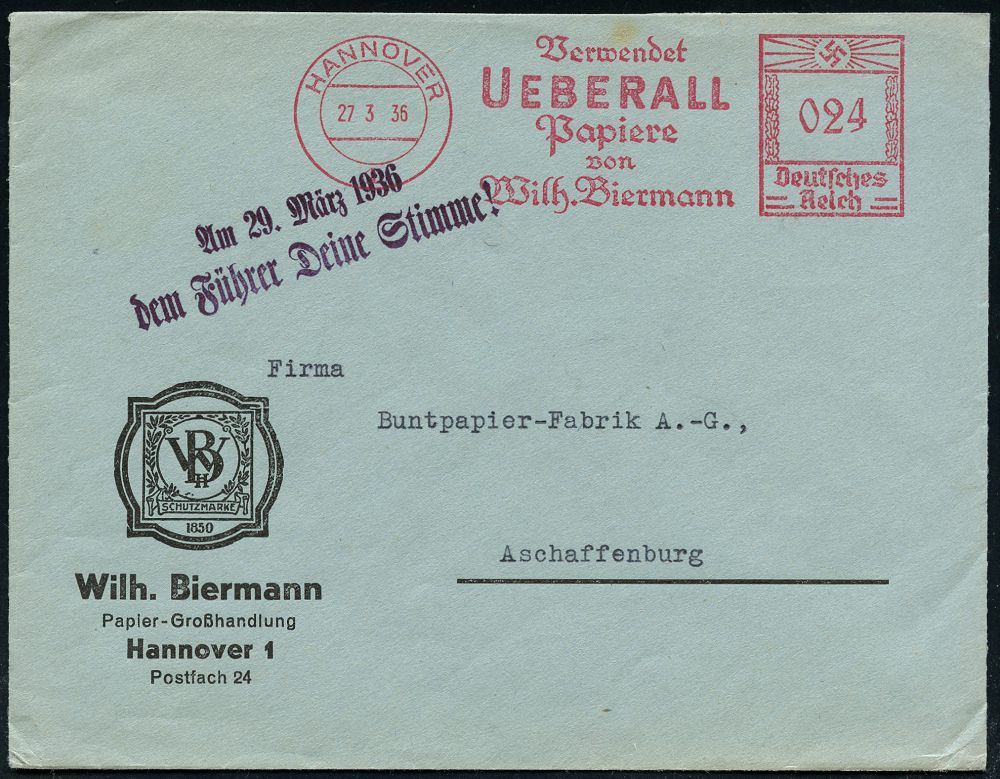 HANNOVER
27 3 36
Verwendet
UEBERALL
Papiere
von
Wilh. Biermann
024
Deutsches
Reich
Am 29. März 1936
dem Führer Deine Stimme!
Firma
Buntpapier-Fabrik A.-G.,
Aschaffenburg
WBH
SCHUTZMARKE
1850
Wilh. Biermann
Papier-Großhandlung
Hannover 1
Postfach 24